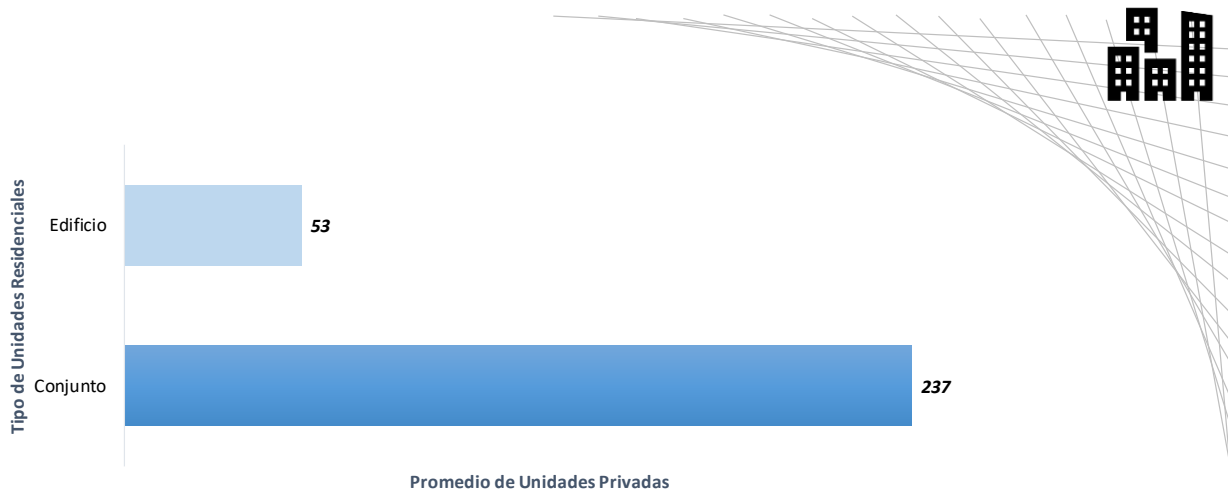 Tipo de Unidades Residenciales
Edificio
53
Conjunto
237
Promedio de Unidades Privadas